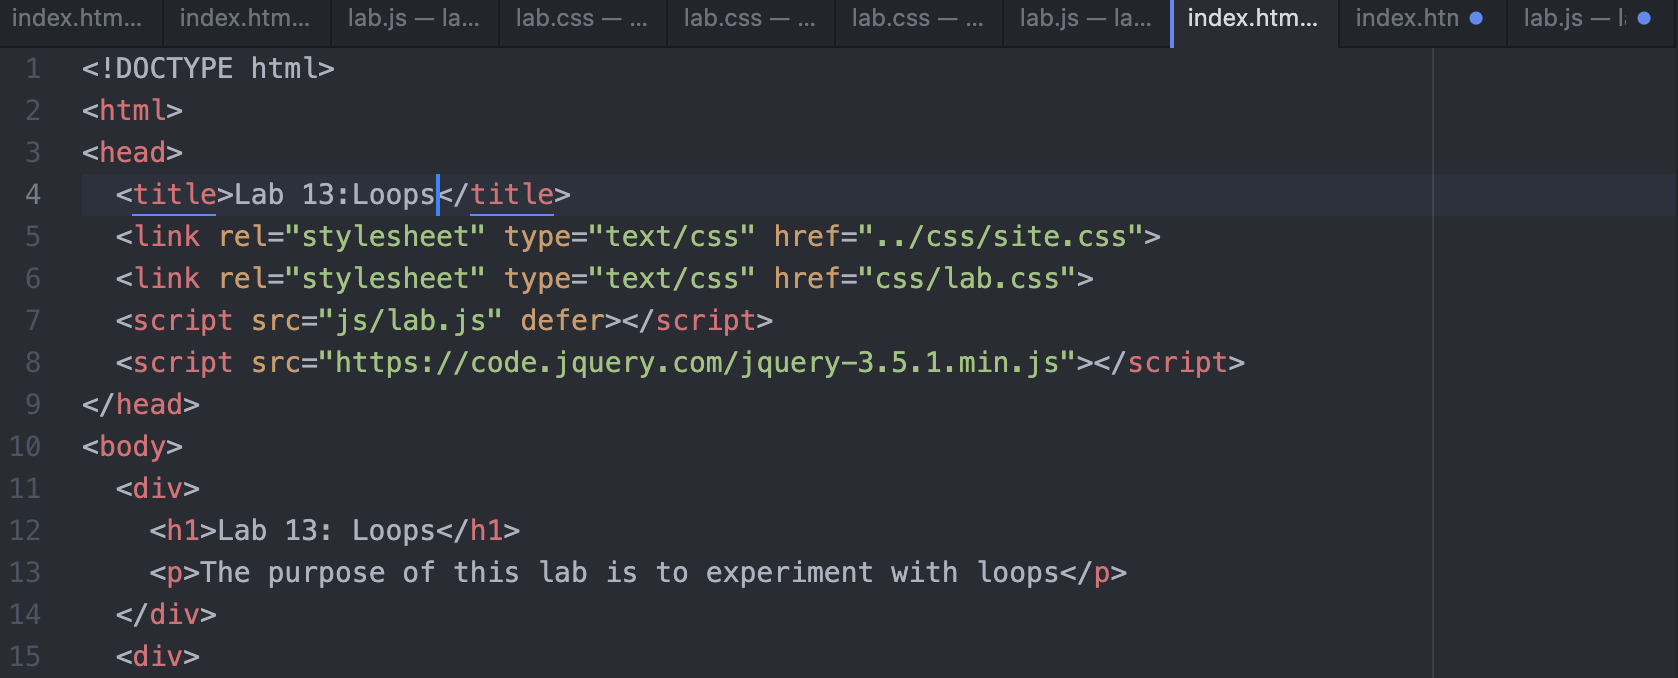 index.htm... index.htm... lab.js — la... lab.css — ... lab.css — ... lab.css — ... lab.js — la... index.htm... index.htn lab.js — l
1 <!DOCTYPE html>
2 <html>
3 <head>
4   <title>Lab 13:Loops</title>
5   <link rel="stylesheet" type="text/css" href="../css/site.css">
6   <link rel="stylesheet" type="text/css" href="css/lab.css">
7   <script src="js/lab.js" defer></script>
8   <script src="https://code.jquery.com/jquery-3.5.1.min.js"></script>
9 </head>
10 <body>
11   <div>
12     <h1>Lab 13: Loops</h1>
13     <p>The purpose of this lab is to experiment with loops</p>
14   </div>
15   <div>